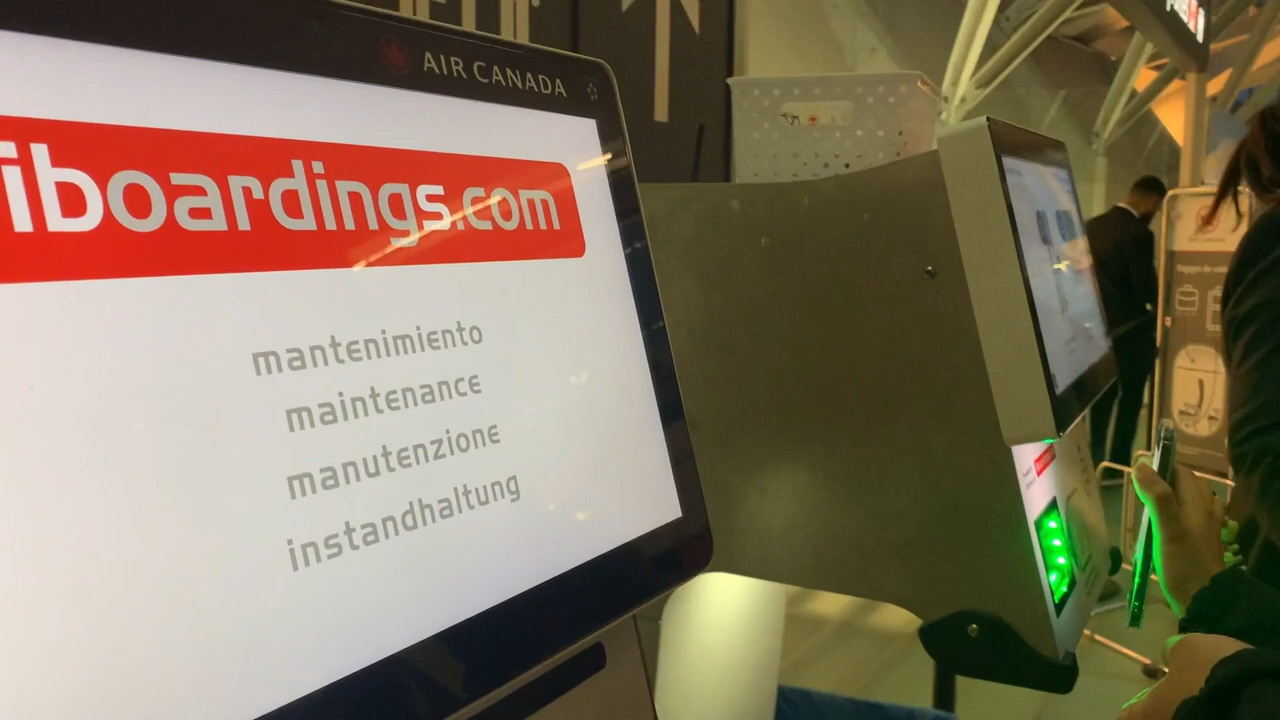 AIR CANADA
iboardings.com
mantenimiento
maintenance
manutenzione
instandhaltung